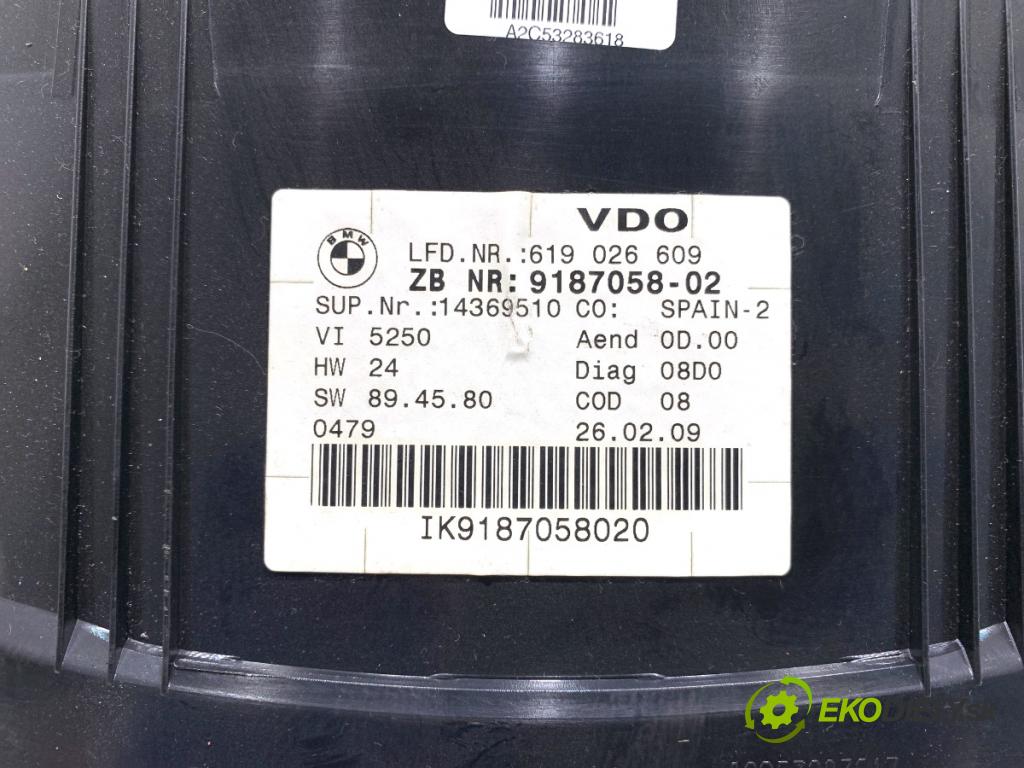 A2C53283618
VDO
BMW
LFD.NR.:619 026 609
ZB NR: 9187058-02
SUP.Nr.:14369510 CO: SPAIN-2
VI 5250 Aend 0D.00
HW 24 Diag 08D0
SW 89.45.80 COD 08
0479 26.02.09
IK9187058020